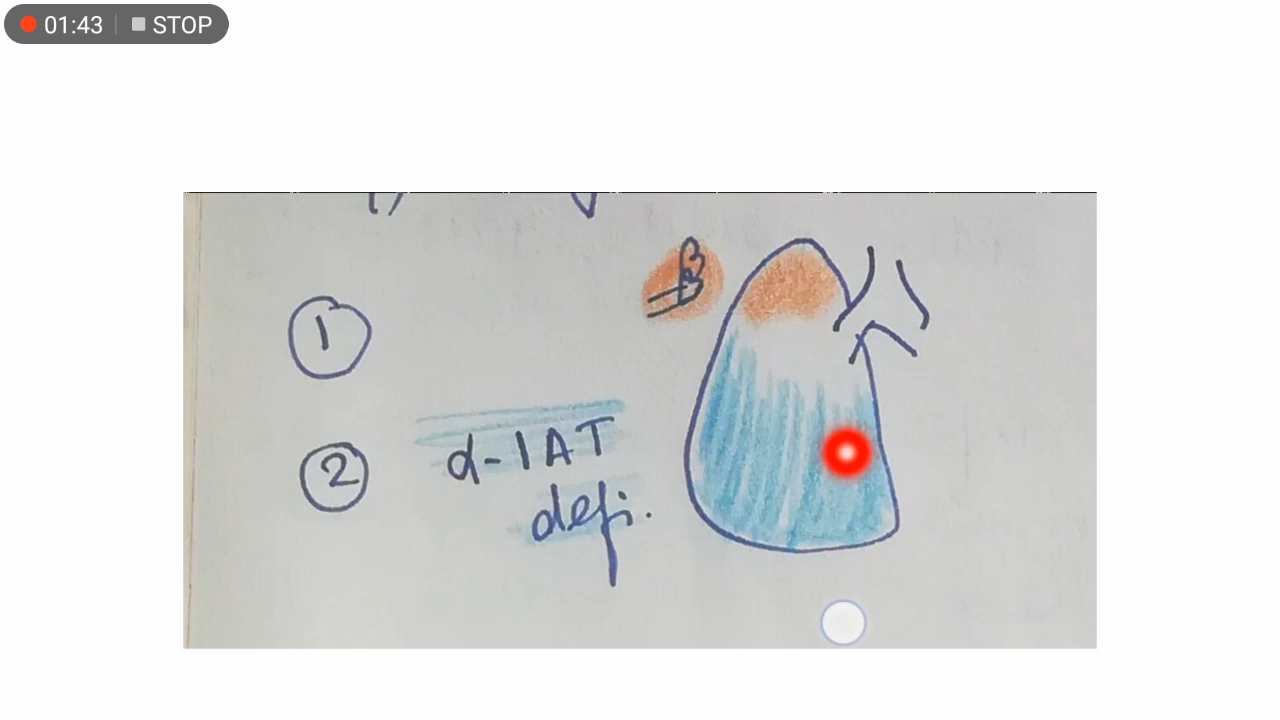 01:43 STOP
1
2
α-1AT
defi.